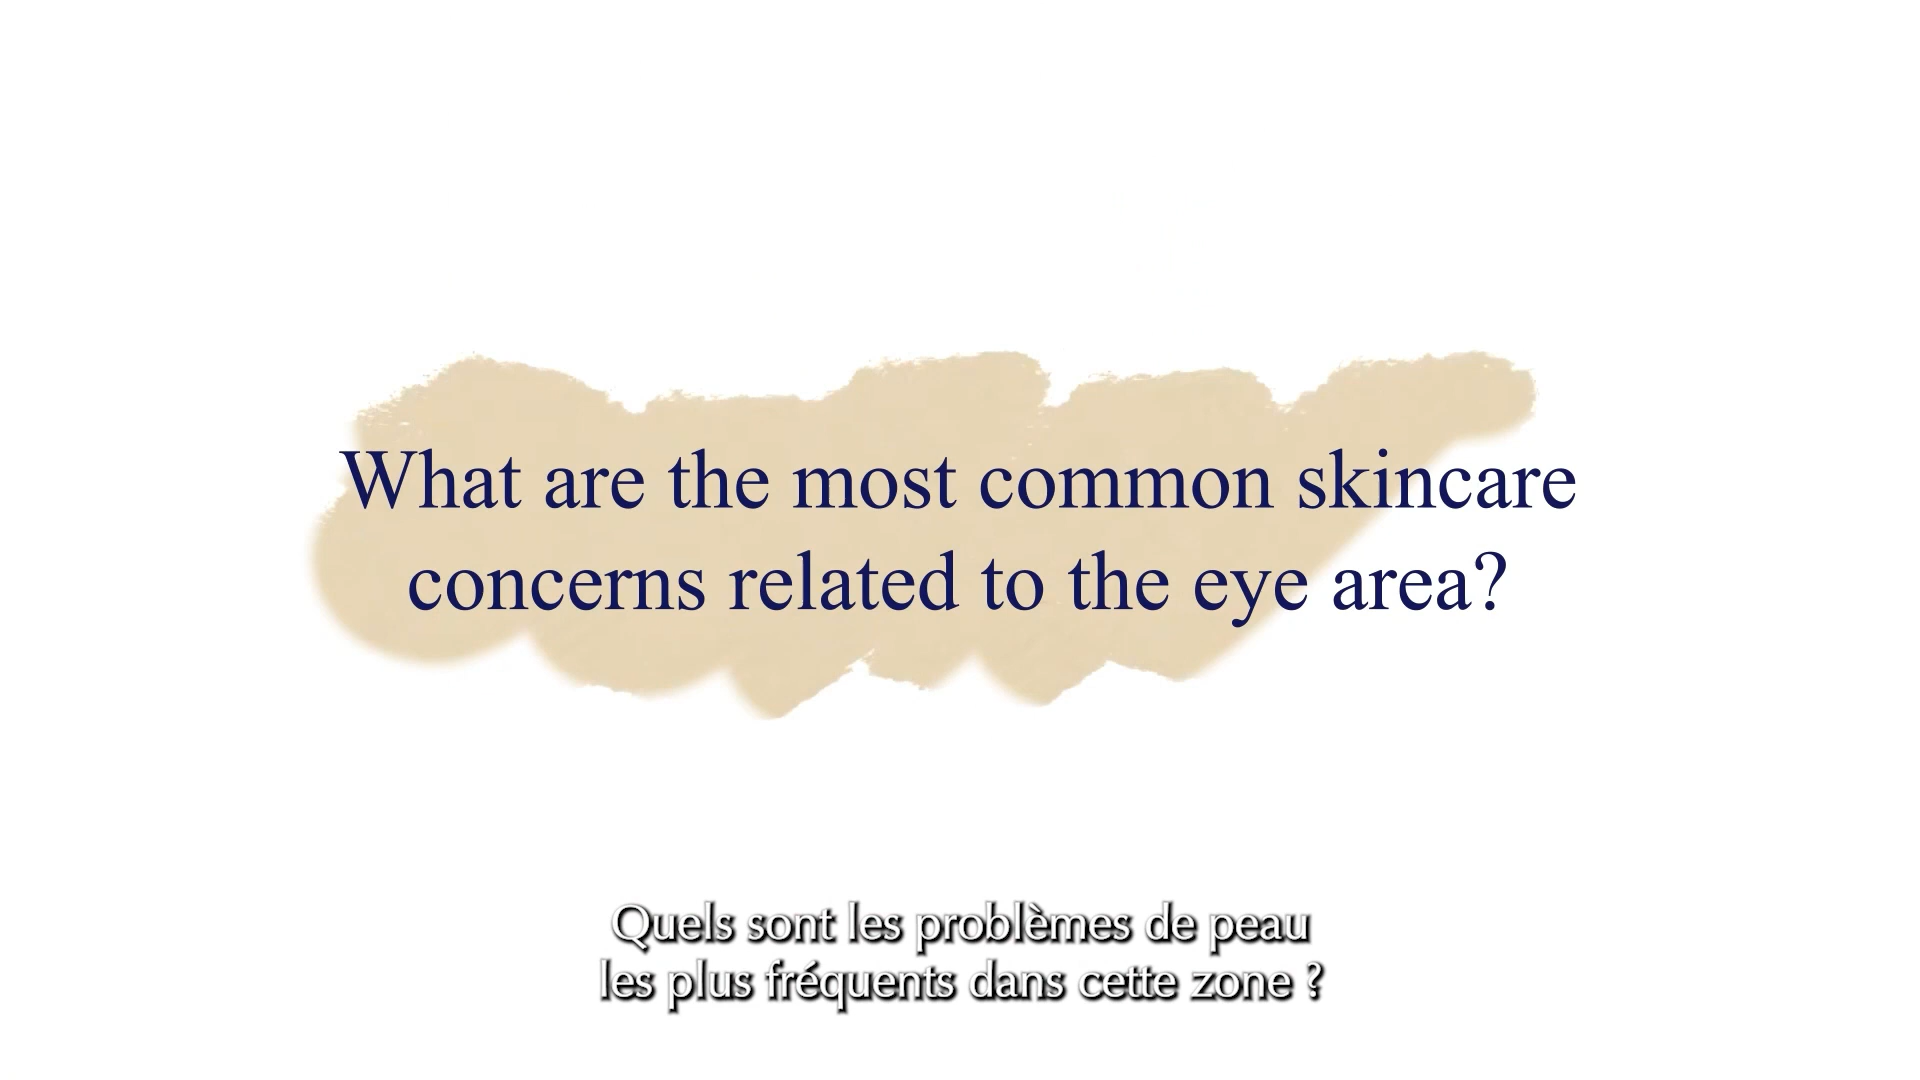 What are the most common skincare
concerns related to the eye area?
Quels sont les problèmes de peau
les plus fréquents dans cette zone ?